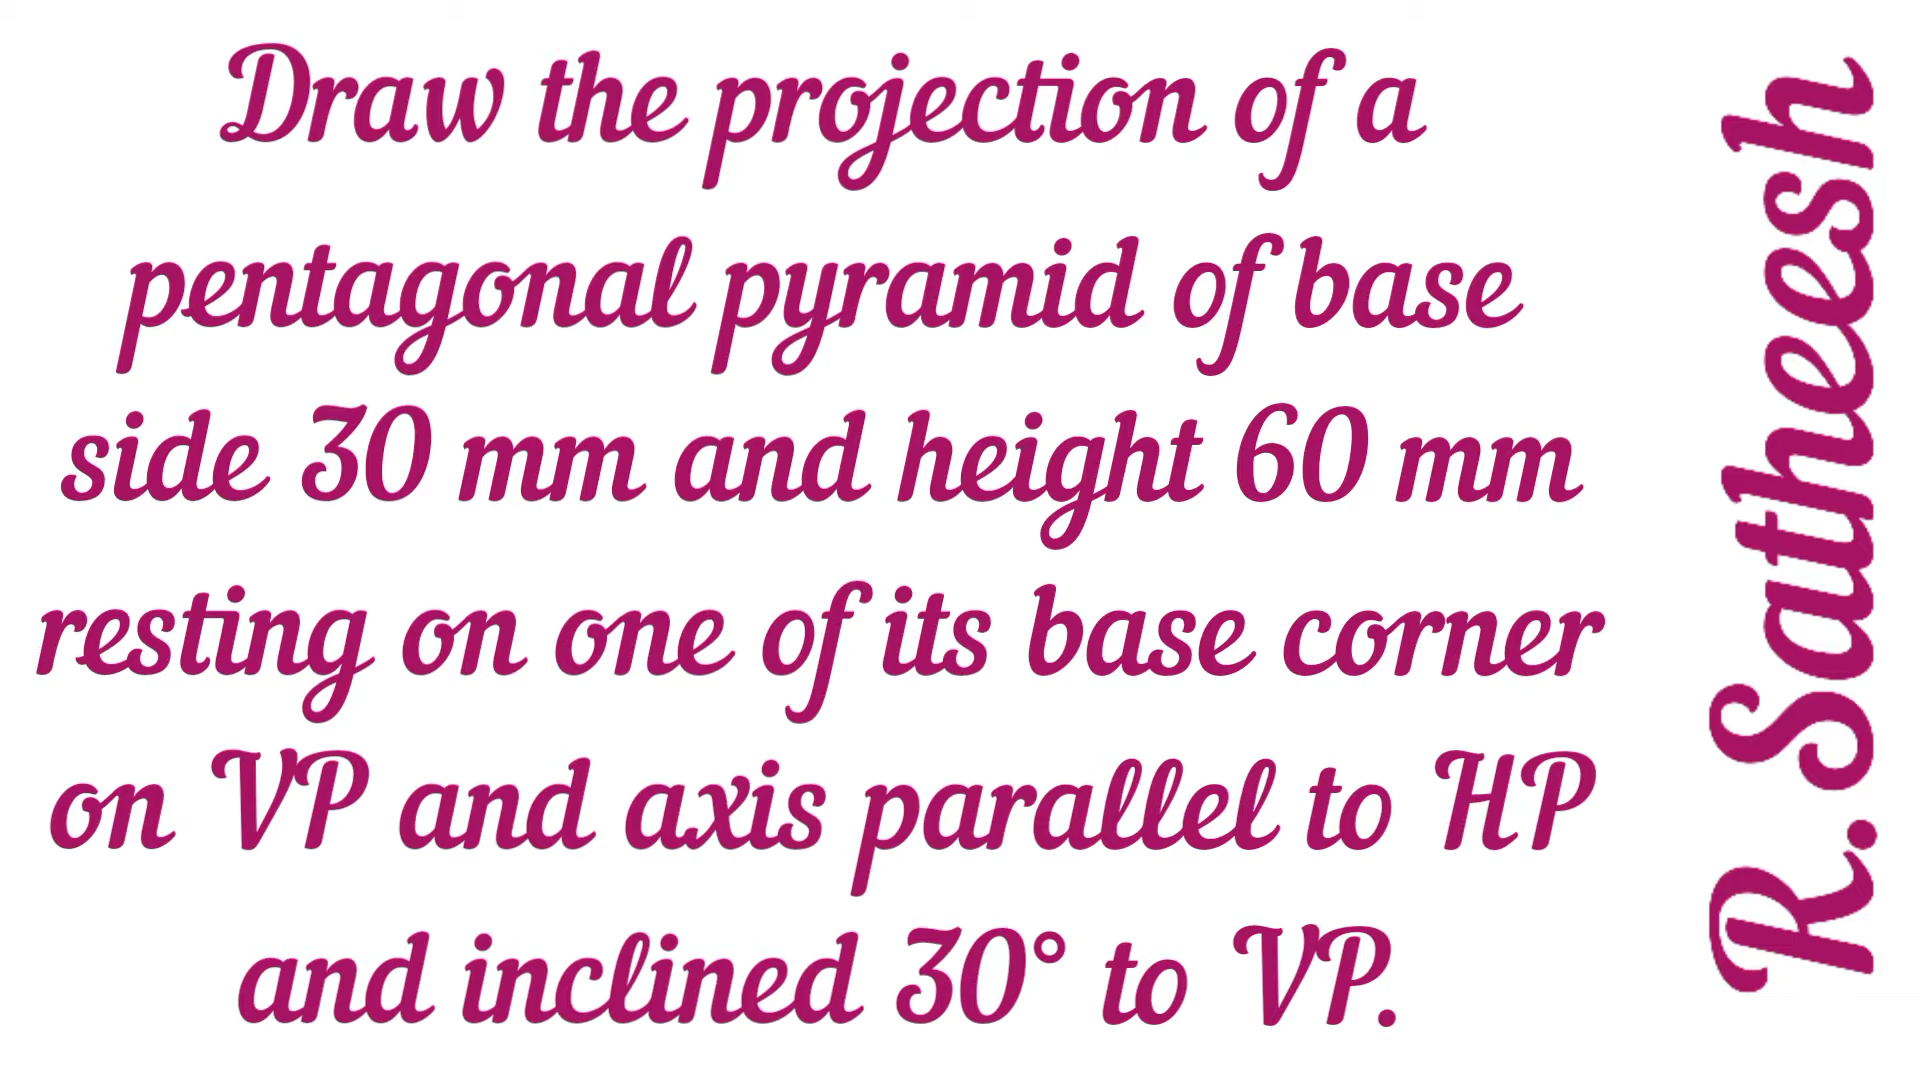 Draw the projection of a
pentagonal pyramid of base
side 30 mm and height 60 mm
resting on one of its base corner
on VP and axis parallel to HP
and inclined 30° to VP.
R. Satheesh